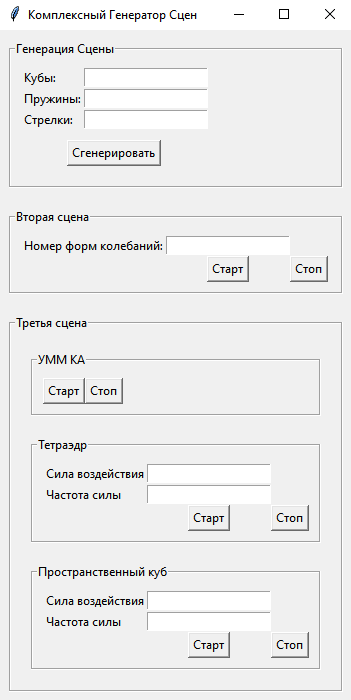 Комплексный Генератор Сцен
Генерация Сцены
Кубы:
Пружины:
Стрелки:
Сгенерировать
Вторая сцена
Номер форм колебаний:
Старт Стоп
Третья сцена
УММ КА
Старт Стоп
Тетраэдр
Сила воздействия
Частота силы
Старт Стоп
Пространственный куб
Сила воздействия
Частота силы
Старт Стоп